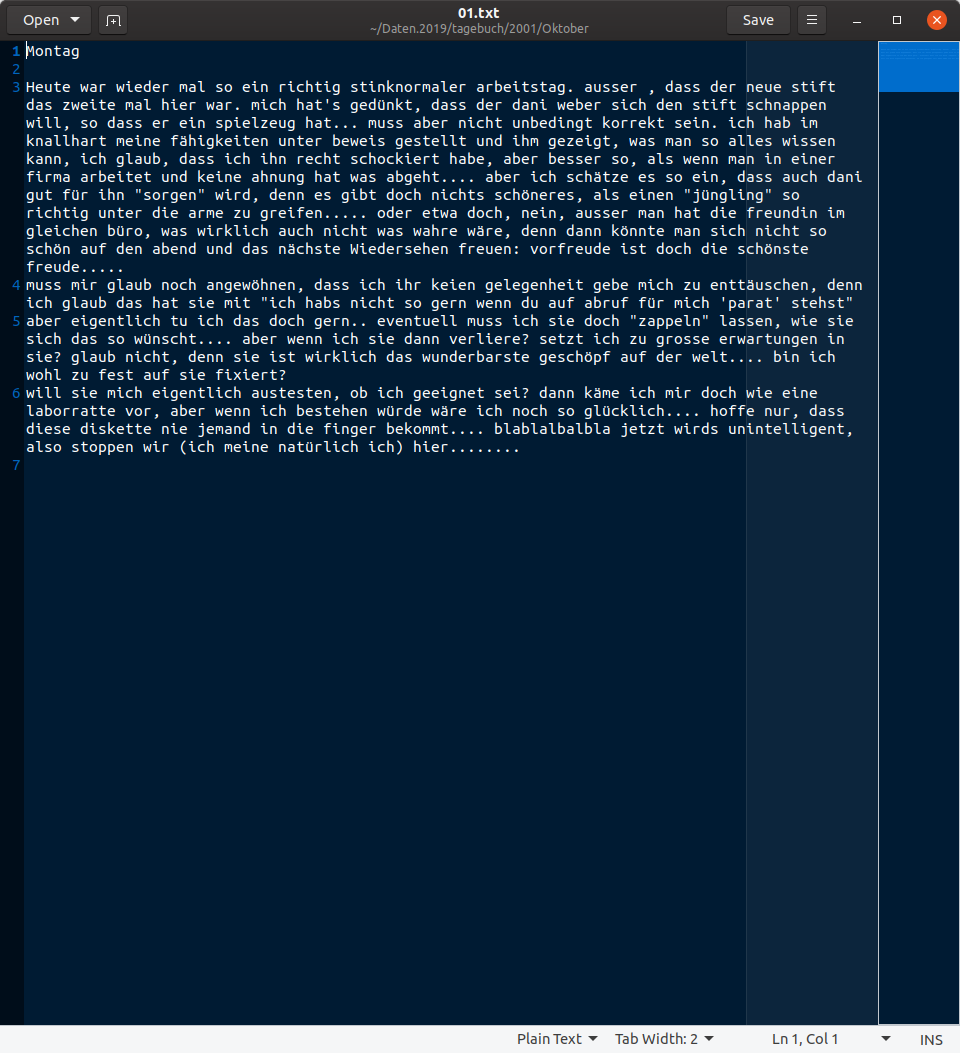 Open
01.txt
~/Daten.2019/tagebuch/2001/Oktober
Save
1 Montag
2
3 Heute war wieder mal so ein richtig stinknormaler arbeitstag. ausser , dass der neue stift
das zweite mal hier war. mich hat's gedünkt, dass der dani weber sich den stift schnappen
will, so dass er ein spielzeug hat... muss aber nicht unbedingt korrekt sein. ich hab im
knallhart meine fähigkeiten unter beweis gestellt und ihm gezeigt, was man so alles wissen
kann, ich glaub, dass ich ihn recht schockiert habe, aber besser so, als wenn man in einer
firma arbeitet und keine ahnung hat was abgeht.... aber ich schätze es so ein, dass auch dani
gut für ihn "sorgen" wird, denn es gibt doch nichts schöneres, als einen "jüngling" so
richtig unter die arme zu greifen..... oder etwa doch, nein, ausser man hat die freundin im
gleichen büro, was wirklich auch nicht was wahre wäre, denn dann könnte man sich nicht so
schön auf den abend und das nächste Wiedersehen freuen: vorfreude ist doch die schönste
freude.....
4 muss mir glaub noch angewöhnen, dass ich ihr keien gelegenheit gebe mich zu enttäuschen, denn
ich glaub das hat sie mit "ich habs nicht so gern wenn du auf abruf für mich 'parat' stehst"
5 aber eigentlich tu ich das doch gern.. eventuell muss ich sie doch "zappeln" lassen, wie sie
sich das so wünscht.... aber wenn ich sie dann verliere? setzt ich zu grosse erwartungen in
sie? glaub nicht, denn sie ist wirklich das wunderbarste geschöpf auf der welt.... bin ich
wohl zu fest auf sie fixiert?
6 will sie mich eigentlich austesten, ob ich geeignet sei? dann käme ich mir doch wie eine
laborratte vor, aber wenn ich bestehen würde wäre ich noch so glücklich.... hoffe nur, dass
diese diskette nie jemand in die finger bekommt.... blablalbalbla jetzt wirds unintelligent,
also stoppen wir (ich meine natürlich ich) hier........
7
Plain Text Tab Width: 2 Ln 1, Col 1 INS